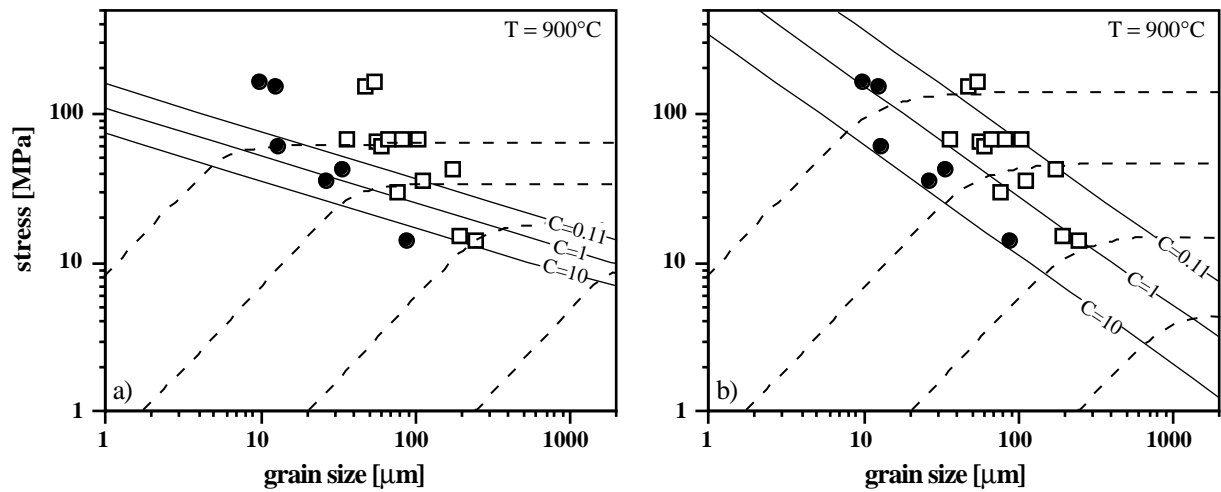 T = 900°C
100
10
1
stress [MPa]
C=0.11
C=1
C=10
a)
1
10
100
1000
grain size [μm]
T = 900°C
100
10
1
C=0.11
C=1
C=10
b)
1
10
100
1000
grain size [μm]